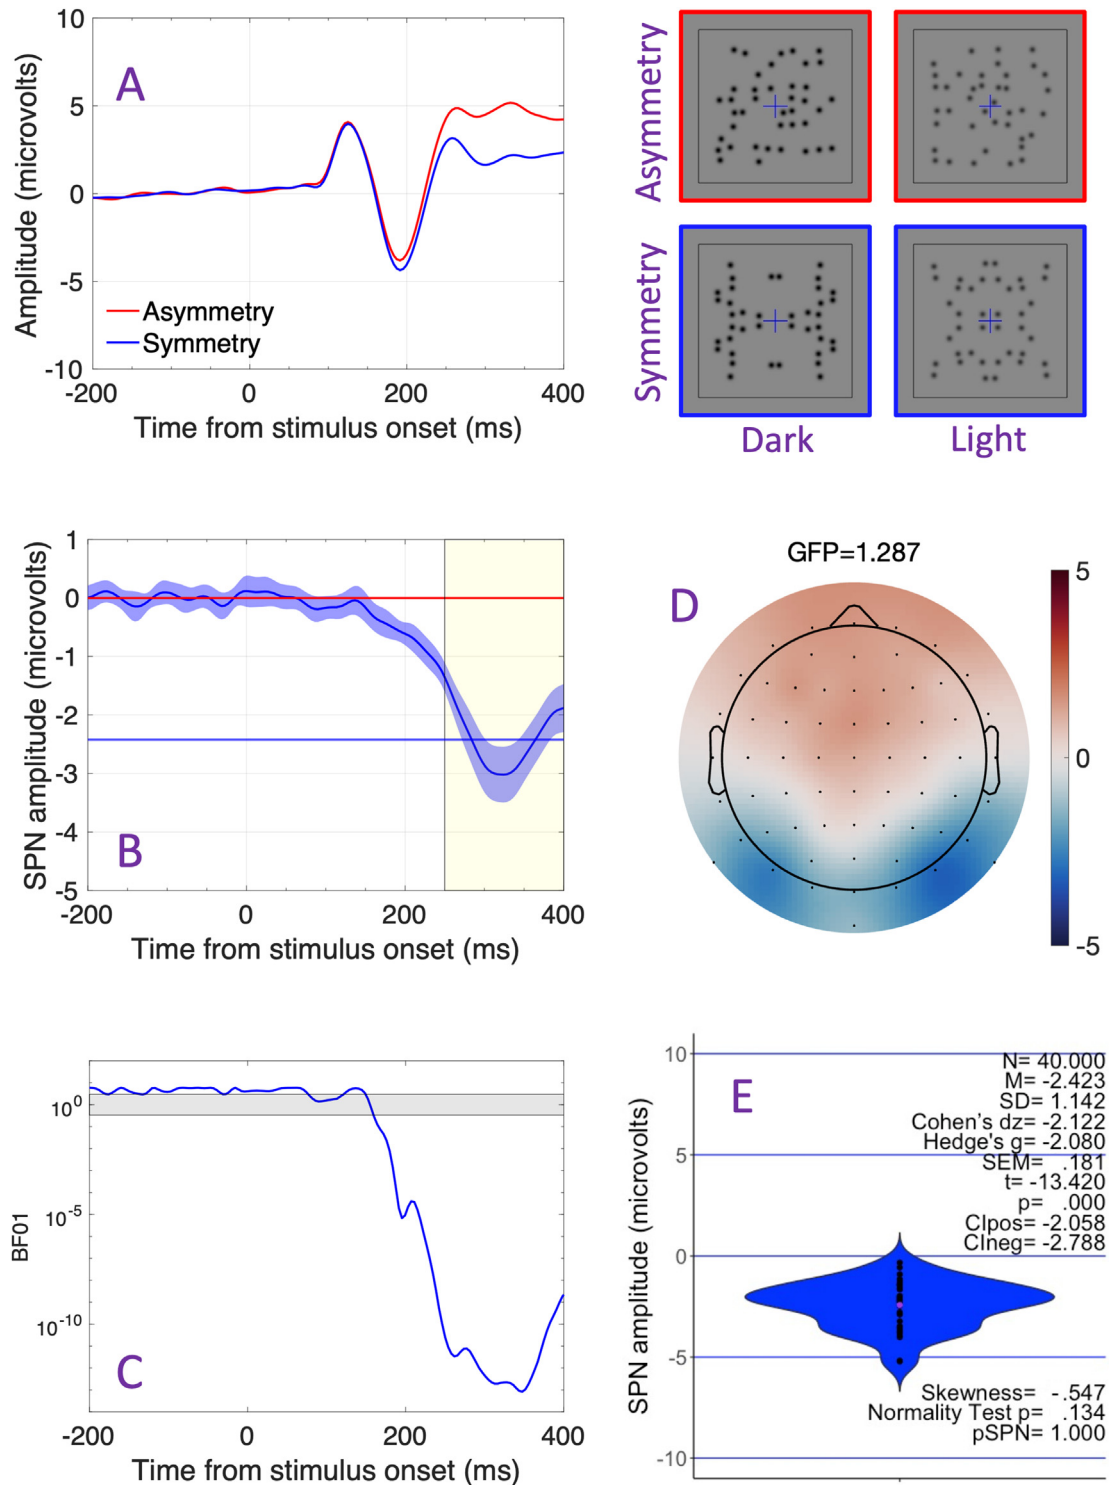 A
Amplitude (microvolts)
10
5
0
-5
-10
Asymmetry
Symmetry
-200 0 200 400
Time from stimulus onset (ms)
Asymmetry
Symmetry
Dark Light
B
SPN amplitude (microvolts)
1
0
-1
-2
-3
-4
-5
-200 0 200 400
Time from stimulus onset (ms)
D
GFP=1.287
5
0
-5
C
BF01
10^0
10^-5
10^-10
-200 0 200 400
Time from stimulus onset (ms)
E
SPN amplitude (microvolts)
10
5
0
-5
-10
N= 40.000
M= -2.423
SD= 1.142
Cohen's dz= -2.122
Hedge's g= -2.080
SEM= .181
t= -13.420
p= .000
CIpos= -2.058
CIneg= -2.788
Skewness= -.547
Normality Test p= .134
pSPN= 1.000